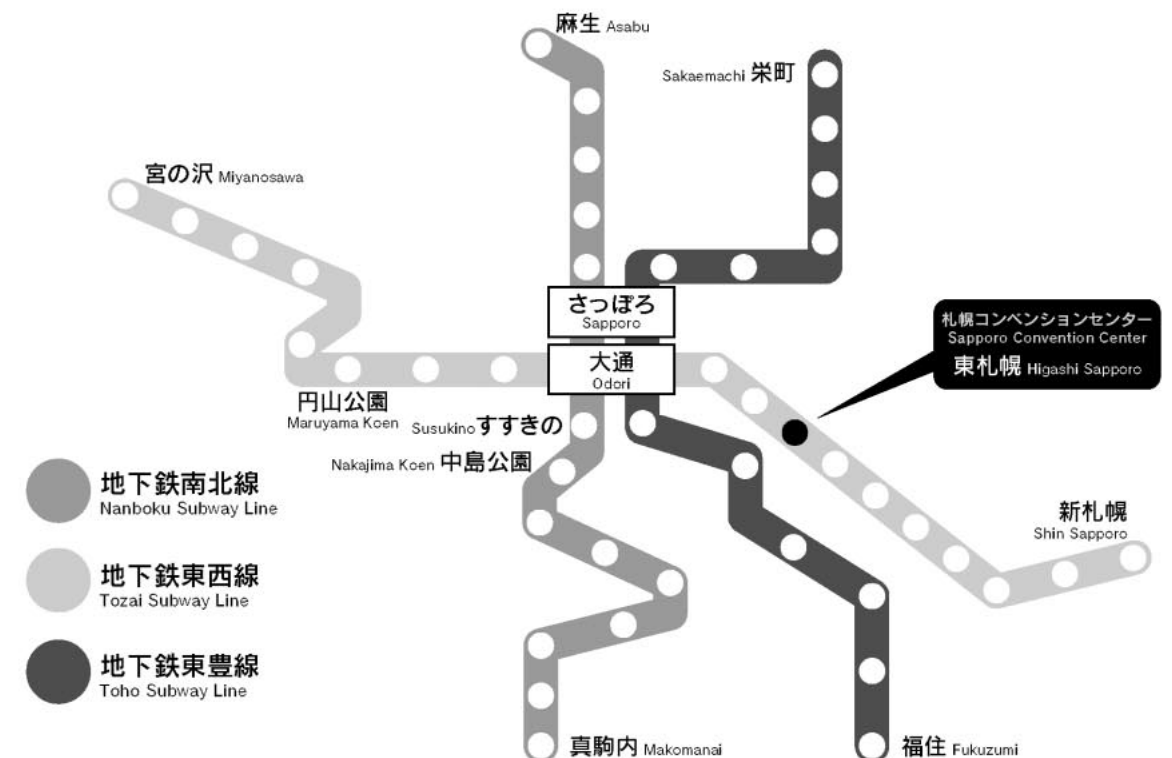 麻生 Asabu
Sakaemachi 栄町
宮の沢 Miyanosawa
さっぽろ
Sapporo
札幌コンベンションセンター
Sapporo Convention Center
東札幌 Higashi Sapporo
大通
Odori
円山公園
Maruyama Koen
Susukino すすきの
Nakajima Koen 中島公園
地下鉄南北線
Nanboku Subway Line
新札幌
Shin Sapporo
地下鉄東西線
Tozai Subway Line
地下鉄東豊線
Toho Subway Line
真駒内 Makomanai
福住 Fukuzumi